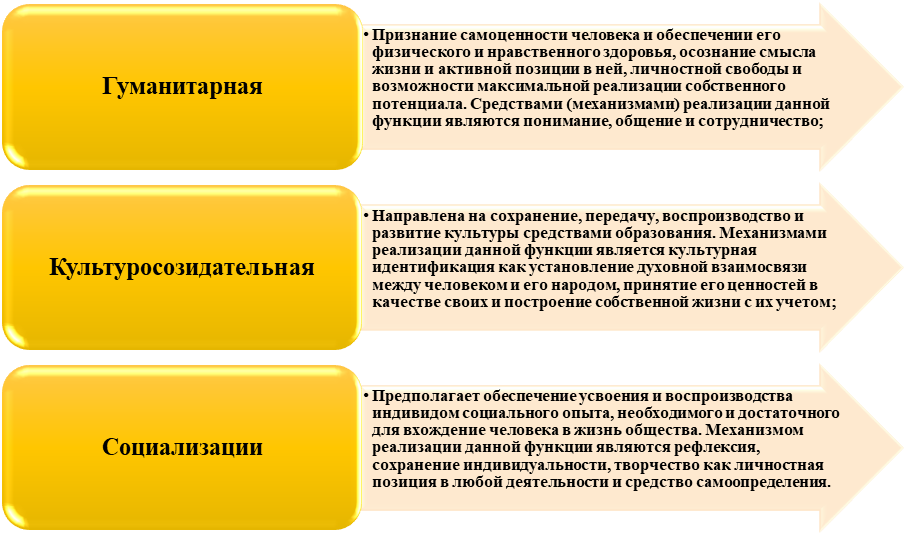 Гуманитарная
• Признание самоценности человека и обеспечении его
физического и нравственного здоровья, осознание смысла
жизни и активной позиции в ней, личностной свободы и
возможности максимальной реализации собственного
потенциала. Средствами (механизмами) реализации данной
функции являются понимание, общение и сотрудничество;
Культуросозидательная
• Направлена на сохранение, передачу, воспроизводство и
развитие культуры средствами образования. Механизмами
реализации данной функции является культурная
идентификация как установление духовной взаимосвязи
между человеком и его народом, принятие его ценностей в
качестве своих и построение собственной жизни с их учетом;
Социализации
• Предполагает обеспечение усвоения и воспроизводства
индивидом социального опыта, необходимого и достаточного
для вхождение человека в жизнь общества. Механизмом
реализации данной функции являются рефлексия,
сохранение индивидуальности, творчество как личностная
позиция в любой деятельности и средство самоопределения.